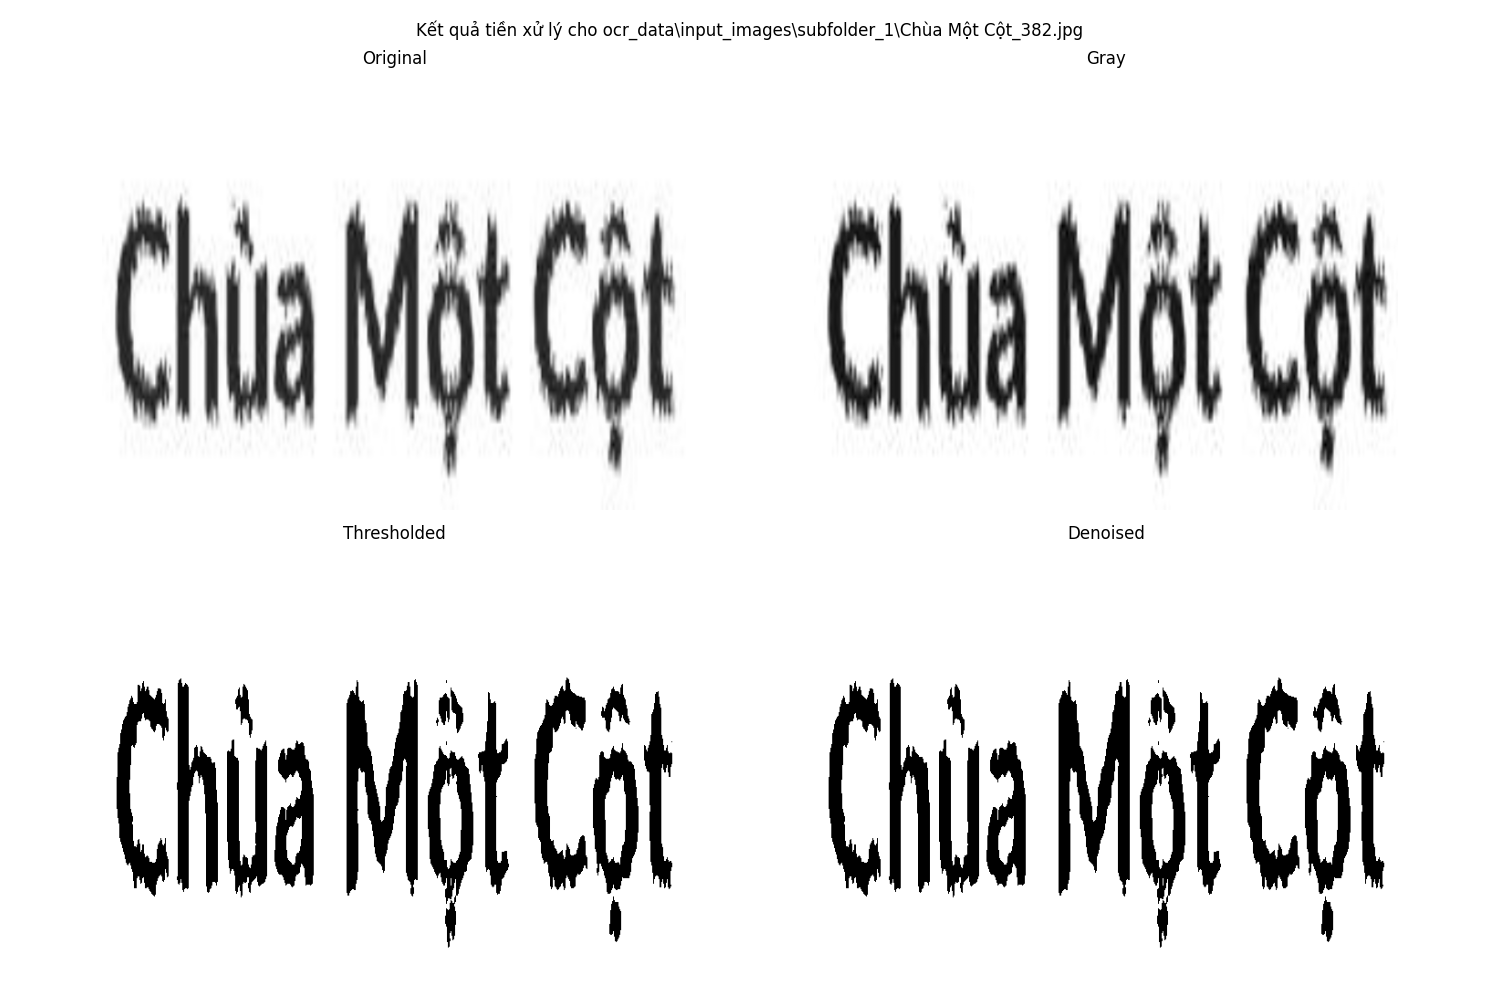 Kết quả tiền xử lý cho ocr_data\input_images\subfolder_1\Chùa Một Cột_382.jpg
Original
Gray
Chùa Một Cột
Chùa Một Cột
Thresholded
Denoised
Chùa Một Cột
Chùa Một Cột